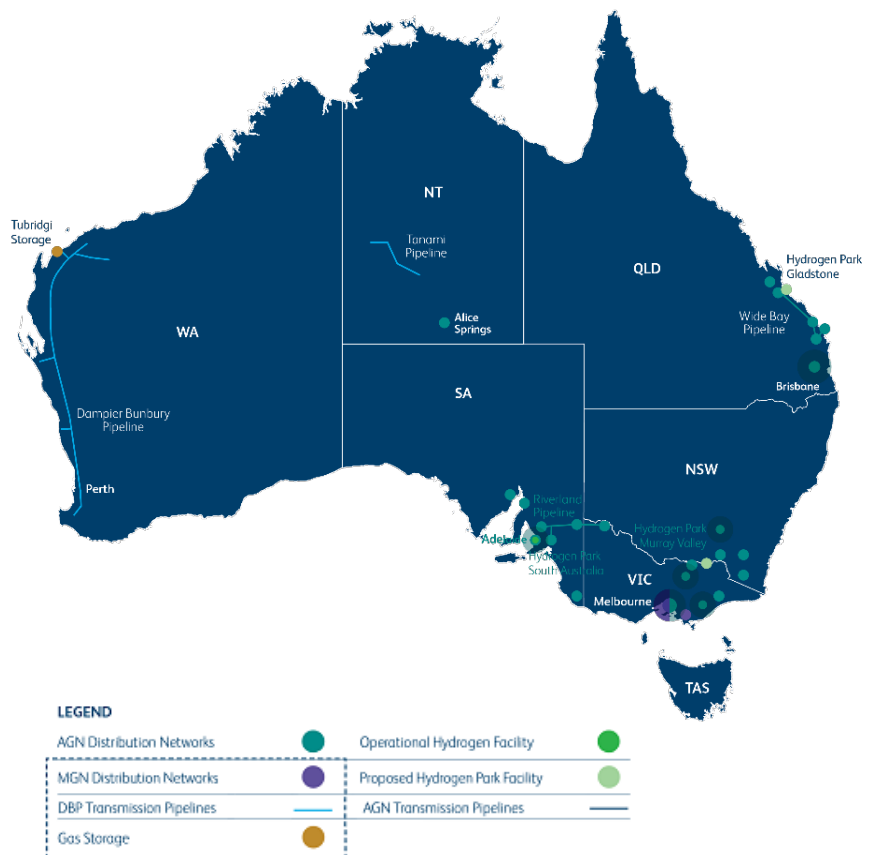 NT
Tubridgi
Storage
Tanami
Pipeline
Hydrogen Park
Gladstone
QLD
Wide Bay
Pipeline
Alice
Springs
WA
Brisbane
SA
Dampier Bunbury
Pipeline
NSW
Perth
Riverland
Pipeline
Hydrogen Park
Murray Valley
Adelaide
Hydrogen Park
South Australia
VIC
Melbourne
TAS
LEGEND
AGN Distribution Networks
Operational Hydrogen Facility
MGN Distribution Networks
Proposed Hydrogen Park Facility
DBP Transmission Pipelines
AGN Transmission Pipelines
Gas Storage